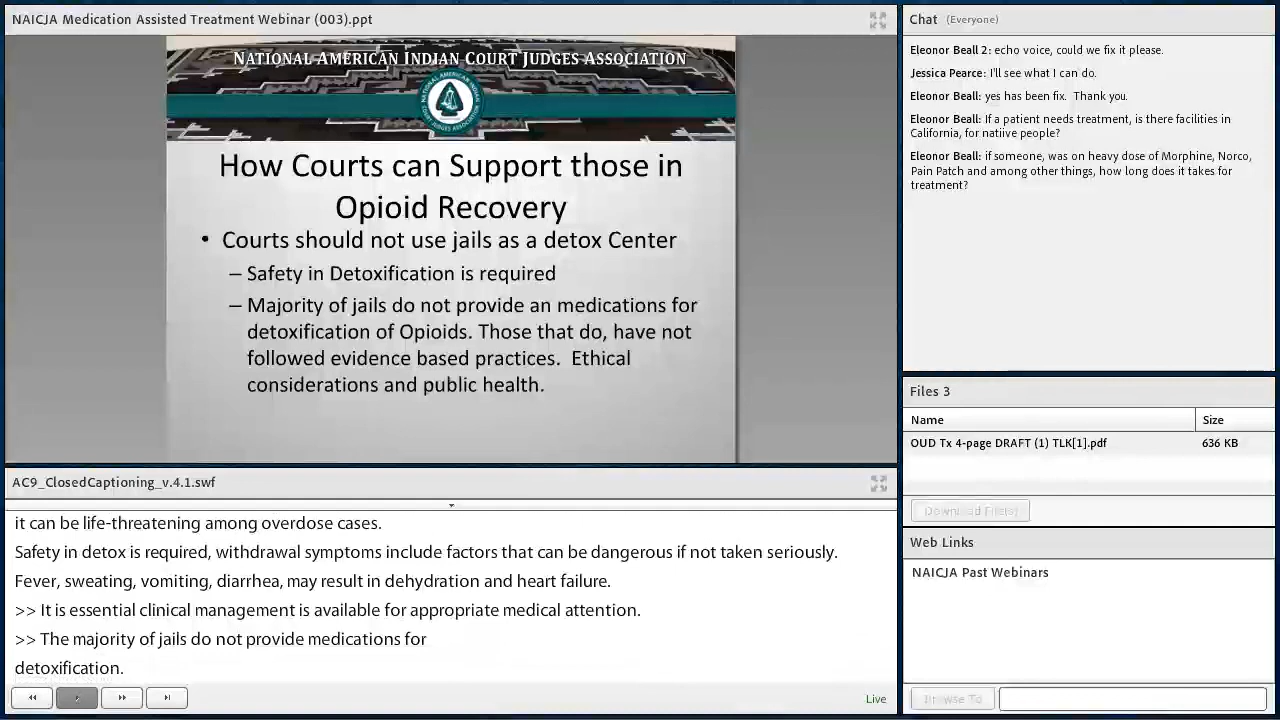 NAICJA Medication Assisted Treatment Webinar (003).ppt
NATIONAL AMERICAN INDIAN COURT JUDGES ASSOCIATION
How Courts can Support those in
Opioid Recovery
• Courts should not use jails as a detox Center
– Safety in Detoxification is required
– Majority of jails do not provide an medications for
detoxification of Opioids. Those that do, have not
followed evidence based practices. Ethical
considerations and public health.
AC9_ClosedCaptioning_v.4.1.swf
it can be life-threatening among overdose cases.
Safety in detox is required, withdrawal symptoms include factors that can be dangerous if not taken seriously.
Fever, sweating, vomiting, diarrhea, may result in dehydration and heart failure.
>> It is essential clinical management is available for appropriate medical attention.
>> The majority of jails do not provide medications for
detoxification.
Live
Chat (Everyone)
Eleonor Beall 2: echo voice, could we fix it please.
Jessica Pearce: I'll see what I can do.
Eleonor Beall: yes has been fix. Thank you.
Eleonor Beall: If a patient needs treatment, is there facilities in
California, for natiive people?
Eleonor Beall: if someone, was on heavy dose of Morphine, Norco,
Pain Patch and among other things, how long does it takes for
treatment?
Files 3
Name Size
OUD Tx 4-page DRAFT (1) TLK[1].pdf 636 KB
Download File(s)
Web Links
NAICJA Past Webinars
Browse To